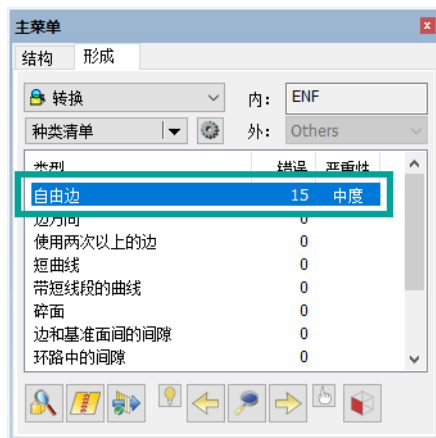 主菜单
结构 形成
转换 内: ENF
种类清单 外: Others
类型 错误 严重性
自由边 15 中度
边方向 0
使用两次以上的边 0
短曲线 0
带短线段的曲线 0
碎面 0
边和基准面间的间隙 0
环路中的间隙 0